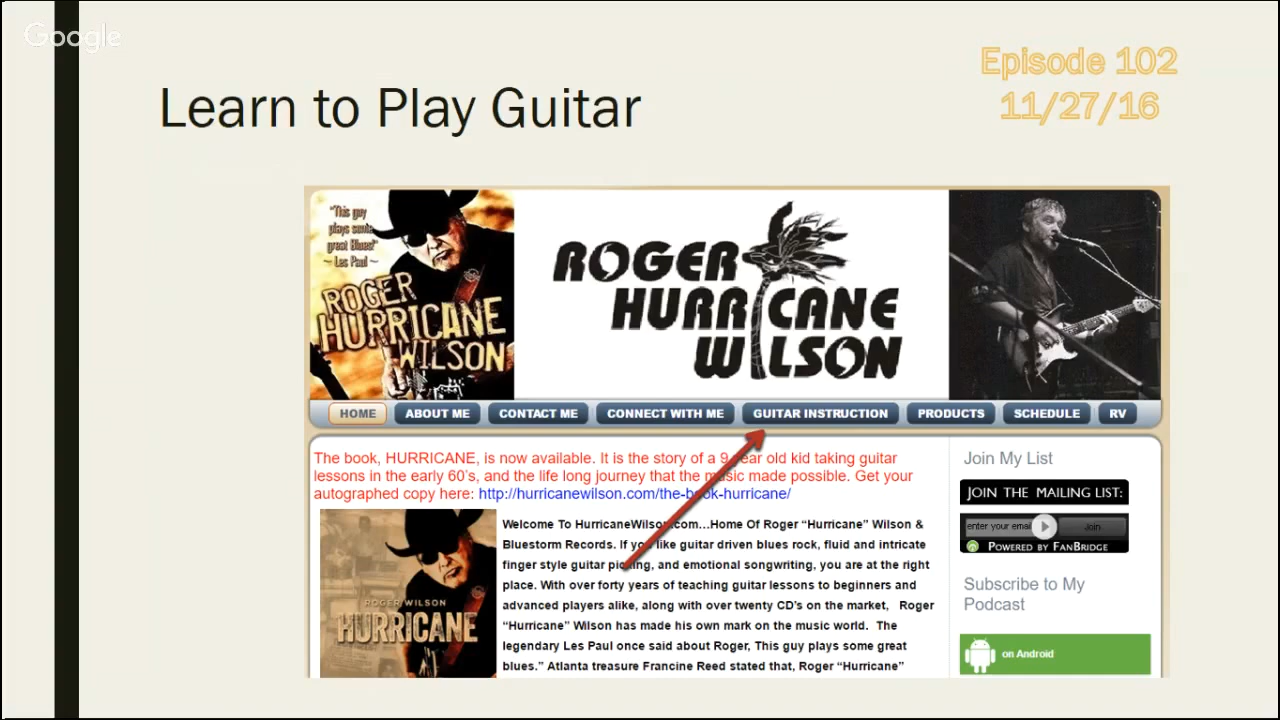 Google
Episode 102
11/27/16
Learn to Play Guitar
"This guy
plays some
great Blues!"
~ Les Paul ~
ROGER
HURRICANE
WILSON
ROGER
HURRICANE
WILSON
HOME ABOUT ME CONTACT ME CONNECT WITH ME GUITAR INSTRUCTION PRODUCTS SCHEDULE RV
The book, HURRICANE, is now available. It is the story of a 9 year old kid taking guitar
lessons in the early 60's, and the life long journey that the music made possible. Get your
autographed copy here: http://hurricanewilson.com/the-book-hurricane/
ROGER WILSON
HURRICANE
Welcome To HurricaneWilson.com…Home Of Roger “Hurricane” Wilson &
Bluestorm Records. If you like guitar driven blues rock, fluid and intricate
finger style guitar picking, and emotional songwriting, you are at the right
place. With over forty years of teaching guitar lessons to beginners and
advanced players alike, along with over twenty CD's on the market, Roger
“Hurricane” Wilson has made his own mark on the music world. The
legendary Les Paul once said about Roger, This guy plays some great
blues.” Atlanta treasure Francine Reed stated that, Roger “Hurricane”
Join My List
JOIN THE MAILING LIST:
enter your email Join
POWERED BY FANBRIDGE
Subscribe to My
Podcast
on Android